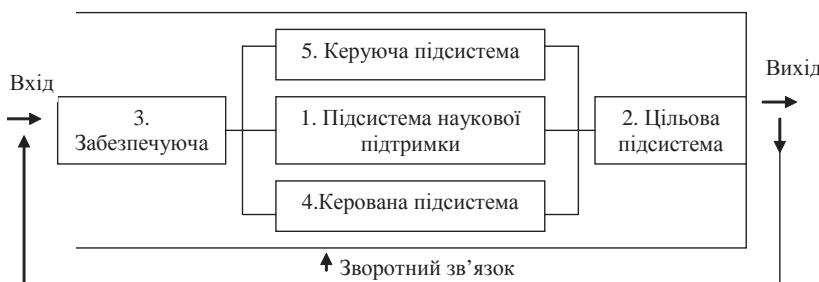 5. Керуюча підсистема
Вхід
Вихід
3.
Забезпечуюча
1. Підсистема наукової
підтримки
2. Цільова
підсистема
4.Керована підсистема
Зворотний зв’язок